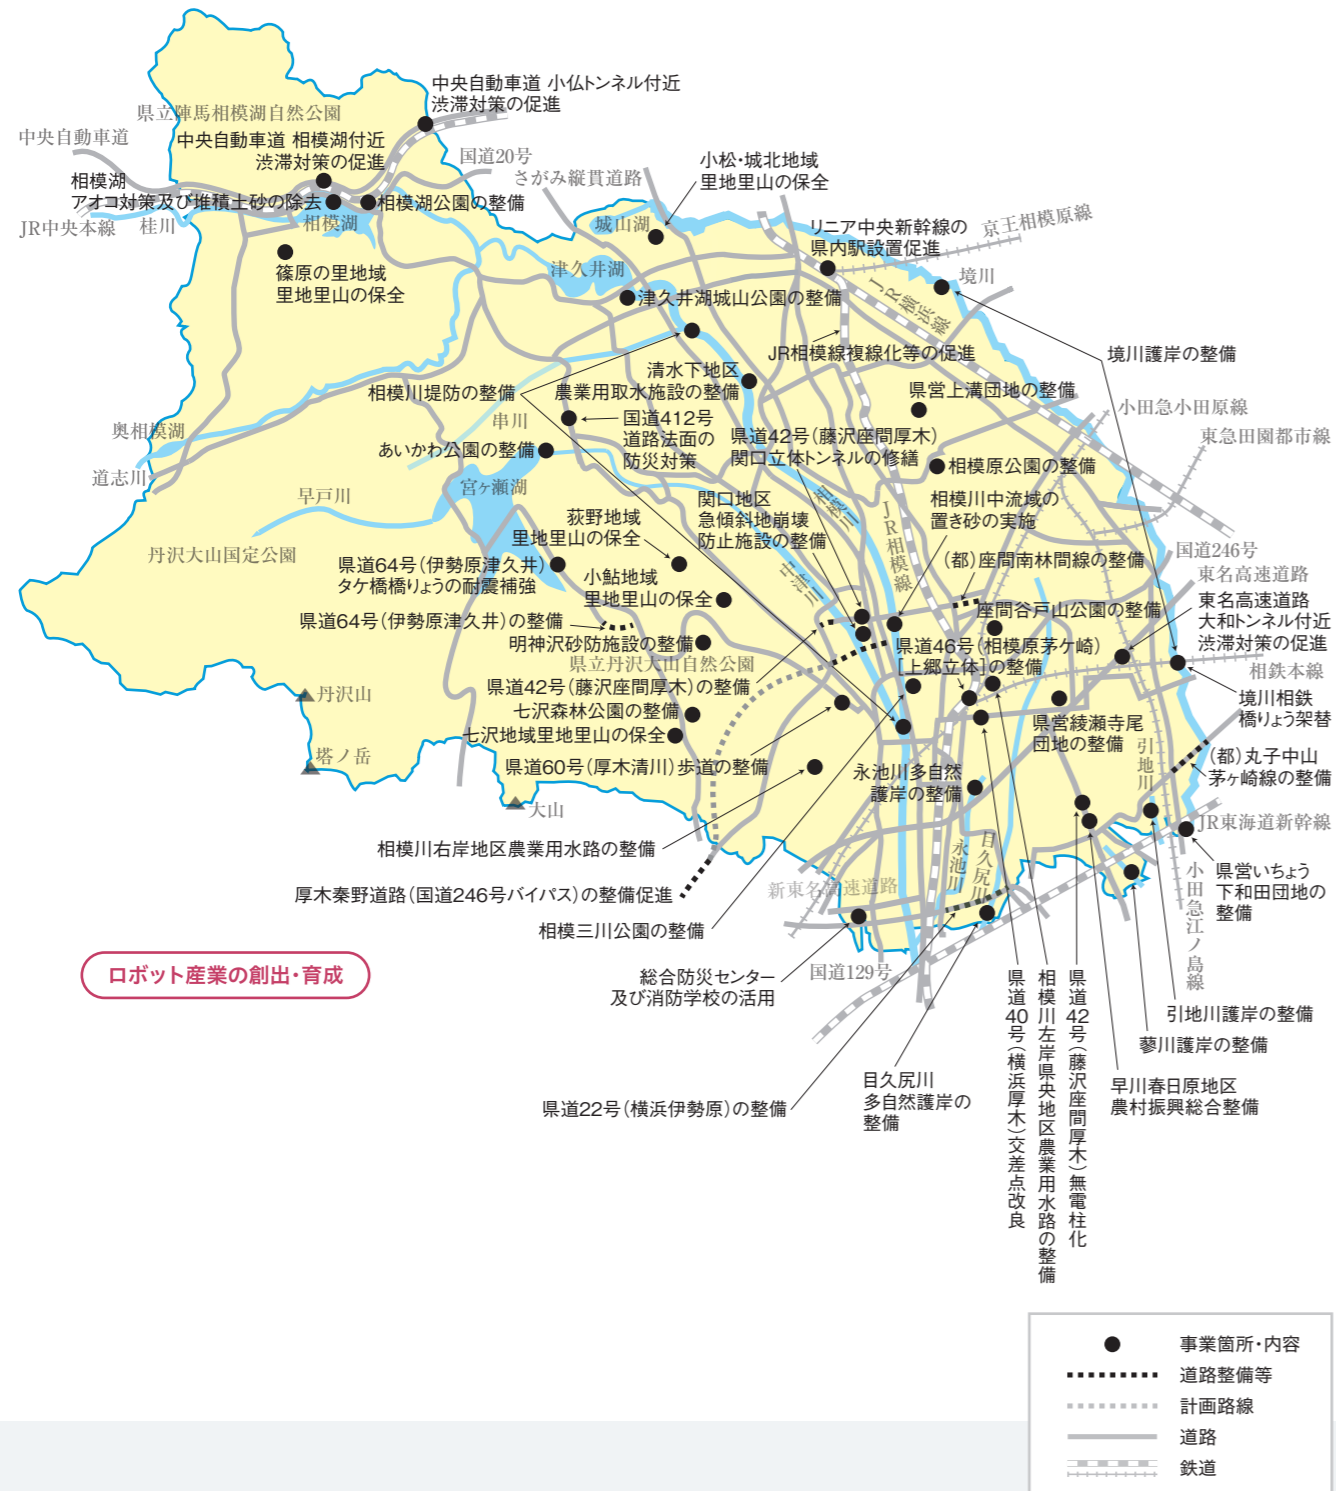 中央自動車道 小仏トンネル付近
渋滞対策の促進
県立陣馬相模湖自然公園
中央自動車道
中央自動車道 相模湖付近
渋滞対策の促進
国道20号
さがみ縦貫道路
小松・城北地域
里地里山の保全
相模湖
アオコ対策及び堆積土砂の除去
相模湖公園の整備
JR中央本線
桂川
相模湖
城山湖
リニア中央新幹線の
県内駅設置促進
京王相模原線
篠原の里地域
里地里山の保全
津久井湖
境川
津久井湖城山公園の整備
JR横浜線
JR相模線複線化等の促進
境川護岸の整備
清水下地区
農業用取水施設の整備
相模川堤防の整備
県営上溝団地の整備
小田急小田原線
奥相模湖
串川
国道412号
道路法面の
防災対策
県道42号(藤沢座間厚木)
関口立体トンネルの修繕
東急田園都市線
あいかわ公園の整備
相模原公園の整備
道志川
早戸川
宮ヶ瀬湖
関口地区
急傾斜地崩壊
防止施設の整備
相模川
JR相模線
相模川中流域の
置き砂の実施
荻野地域
里地里山の保全
丹沢大山国定公園
県道64号(伊勢原津久井)
タケ橋橋りょうの耐震補強
小鮎地域
里地里山の保全
中津川
(都)座間南林間線の整備
国道246号
東名高速道路
東名高速道路
大和トンネル付近
渋滞対策の促進
県道64号(伊勢原津久井)の整備
座間谷戸山公園の整備
明神沢砂防施設の整備
県道46号(相模原茅ケ崎)
[上郷立体]の整備
県立丹沢大山自然公園
相鉄本線
県道42号(藤沢座間厚木)の整備
丹沢山
境川相鉄
橋りょう架替
七沢森林公園の整備
七沢地域里地里山の保全
県営綾瀬寺尾
団地の整備
塔ノ岳
引地川
(都)丸子中山
茅ヶ崎線の整備
県道60号(厚木清川)歩道の整備
永池川多自然
護岸の整備
大山
JR東海道新幹線
相模川右岸地区農業用水路の整備
永池川
目久尻川
小田急江ノ島線
県営いちょう
下和田団地の
整備
厚木秦野道路(国道246号バイパス)の整備促進
新東名高速道路
相模三川公園の整備
ロボット産業の創出・育成
総合防災センター
及び消防学校の活用
国道129号
県道40号(横浜厚木)交差点改良
相模川左岸県央地区農業用水路の整備
県道42号(藤沢座間厚木)無電柱化
引地川護岸の整備
蓼川護岸の整備
早川春日原地区
農村振興総合整備
目久尻川
多自然護岸の
整備
県道22号(横浜伊勢原)の整備
事業箇所・内容
道路整備等
計画路線
道路
鉄道